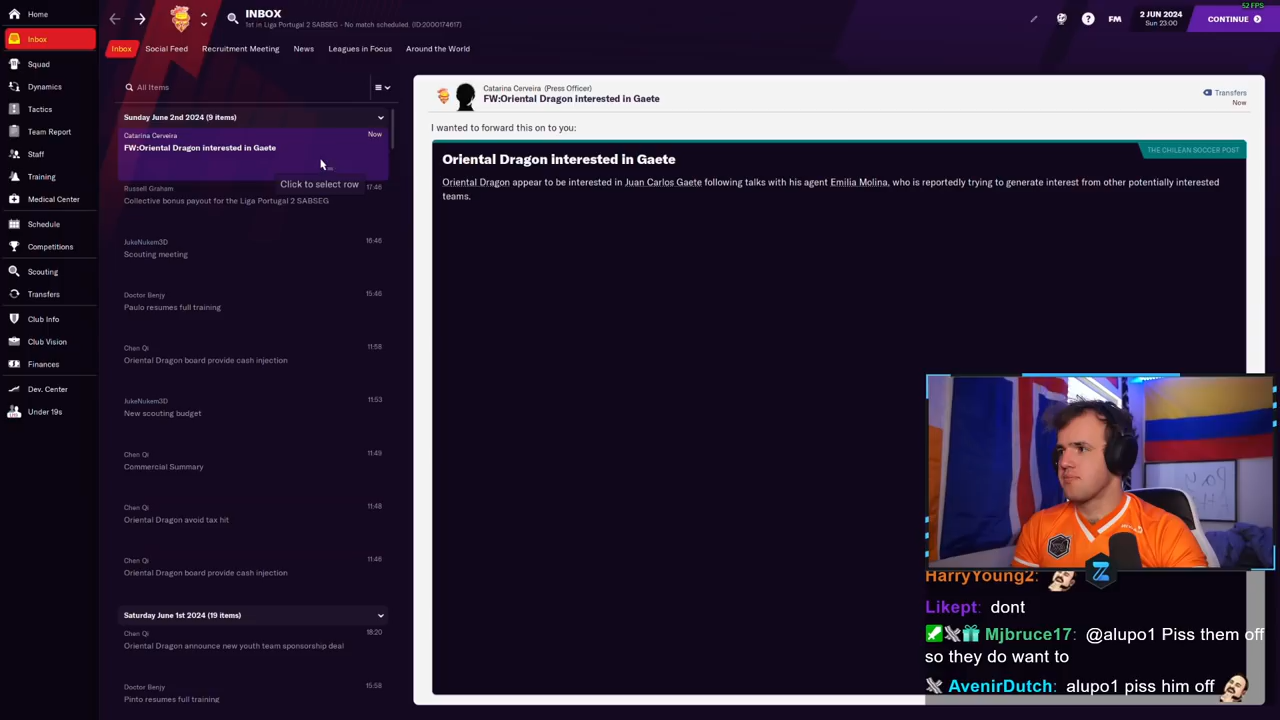 52 FPS
Home
Inbox
Squad
Dynamics
Tactics
Team Report
Staff
Training
Medical Center
Schedule
Competitions
Scouting
Transfers
Club Info
Club Vision
Finances
Dev. Center
Under 19s
INBOX
1st in Liga Portugal 2 SABSEG - No match scheduled. (ID:2000174617)
FM
2 JUN 2024
Sun 23:00
CONTINUE
Inbox
Social Feed
Recruitment Meeting
News
Leagues in Focus
Around the World
All Items
Sunday June 2nd 2024 (9 items)
Catarina Cerveira
Now
FW:Oriental Dragon interested in Gaete
Click to select row
Russell Graham
17:46
Collective bonus payout for the Liga Portugal 2 SABSEG
JukeNukem3D
16:46
Scouting meeting
Doctor Benjy
15:46
Paulo resumes full training
Chen Qi
11:58
Oriental Dragon board provide cash injection
JukeNukem3D
11:53
New scouting budget
Chen Qi
11:49
Commercial Summary
Chen Qi
11:48
Oriental Dragon avoid tax hit
Chen Qi
11:46
Oriental Dragon board provide cash injection
Saturday June 1st 2024 (19 items)
Chen Qi
18:20
Oriental Dragon announce new youth team sponsorship deal
Doctor Benjy
15:58
Pinto resumes full training
Catarina Cerveira (Press Officer)
FW:Oriental Dragon interested in Gaete
Transfers
Now
I wanted to forward this on to you:
THE CHILEAN SOCCER POST
Oriental Dragon interested in Gaete
Oriental Dragon appear to be interested in Juan Carlos Gaete following talks with his agent Emilia Molina, who is reportedly trying to generate interest from other potentially interested
teams.
HarryYoung2:
Likept: dont
Mjbruce17: @alupo1 Piss them off
so they do want to
AvenirDutch: alupo1 piss him off